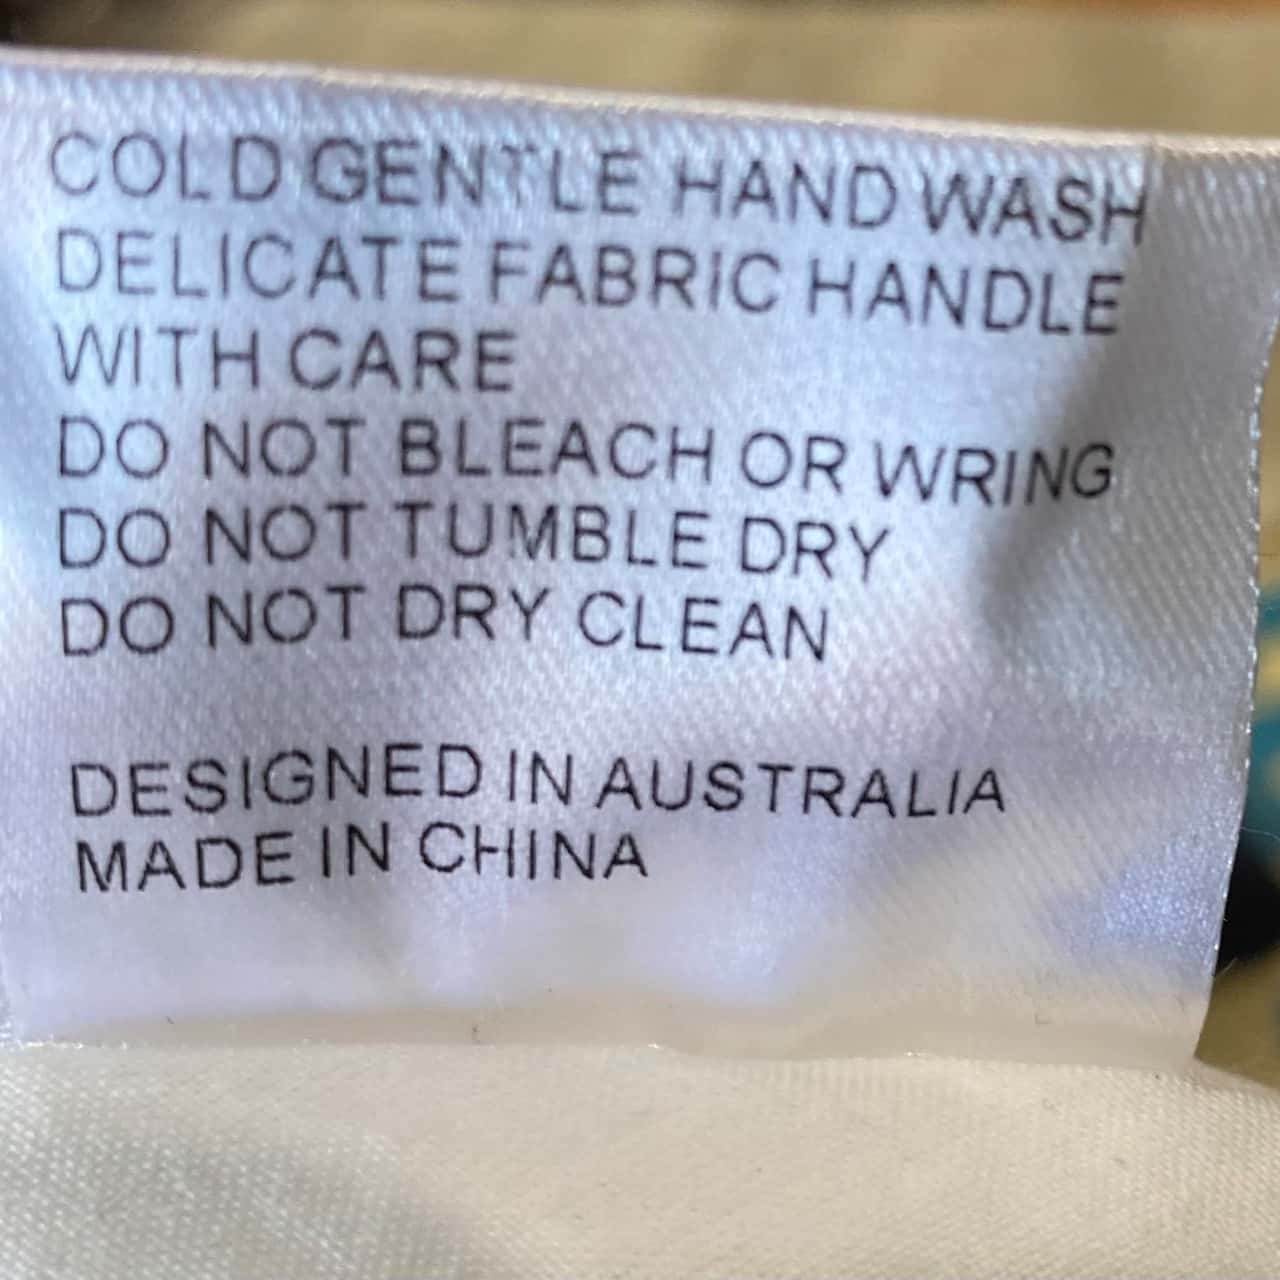 COLD GENTLE HAND WASH
DELICATE FABRIC HANDLE
WITH CARE
DO NOT BLEACH OR WRING
DO NOT TUMBLE DRY
DO NOT DRY CLEAN
DESIGNED IN AUSTRALIA
MADE IN CHINA